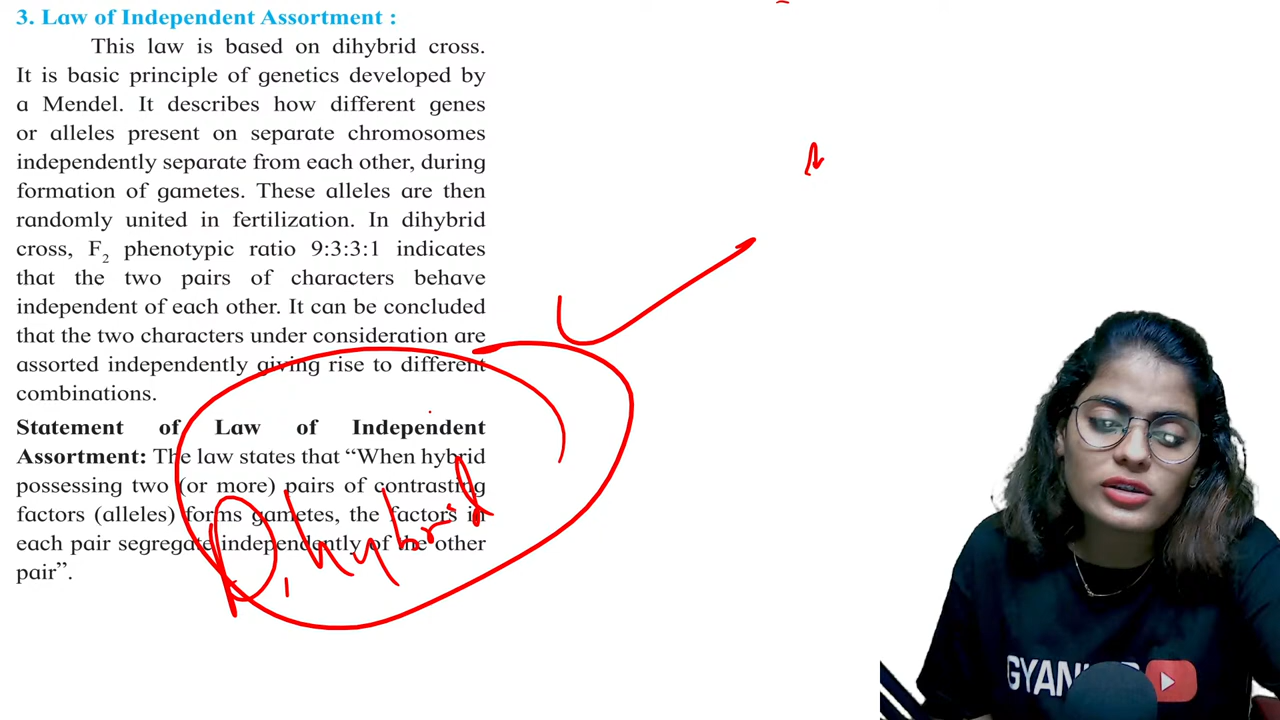 3. Law of Independent Assortment :
This law is based on dihybrid cross.
It is basic principle of genetics developed by
a Mendel. It describes how different genes
or alleles present on separate chromosomes
independently separate from each other, during
formation of gametes. These alleles are then
randomly united in fertilization. In dihybrid
cross, F2 phenotypic ratio 9:3:3:1 indicates
that the two pairs of characters behave
independent of each other. It can be concluded
that the two characters under consideration are
assorted independently giving rise to different
combinations.
Statement of Law of Independent
Assortment: The law states that “When hybrid
possessing two (or more) pairs of contrasting
factors (alleles) forms gametes, the factors in
each pair segregate independently of the other
pair”.
Dihybrid